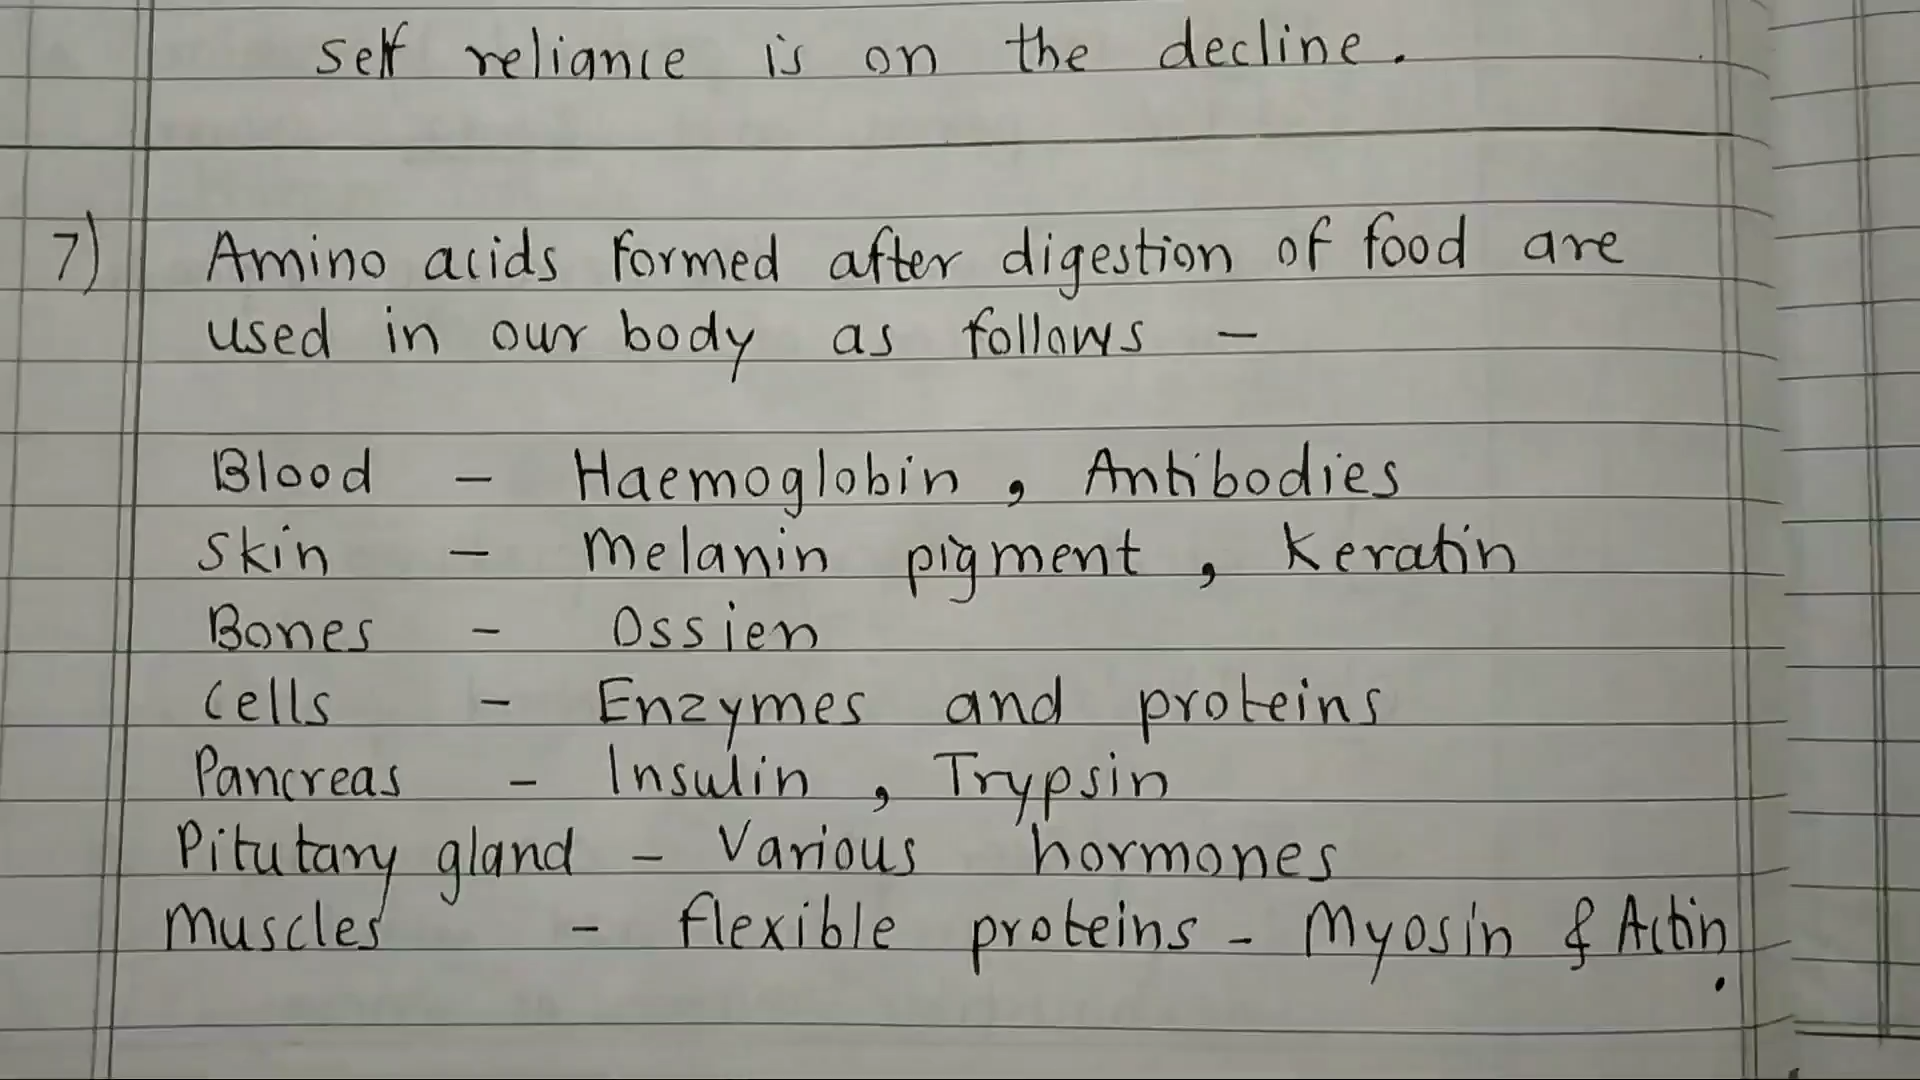 self reliance is on the decline.
7) Amino acids formed after digestion of food are
used in our body as follows -
Blood - Haemoglobin, Antibodies
Skin - Melanin pigment, Keratin
Bones - Ossien
Cells - Enzymes and proteins
Pancreas - Insulin, Trypsin
Pitutary gland - Various hormones
Muscles - flexible proteins - Myosin & Actin.